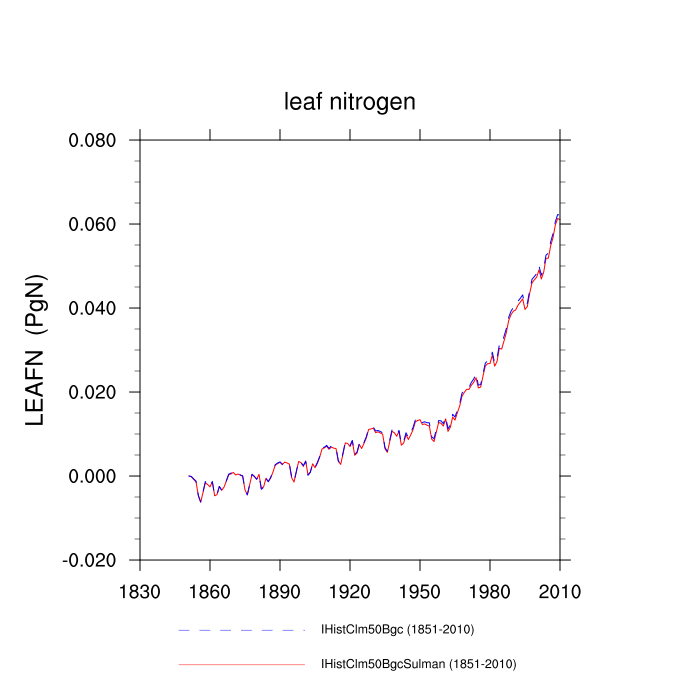 leaf nitrogen
0.080
0.060
0.040
0.020
0.000
-0.020
LEAFN (PgN)
1830 1860 1890 1920 1950 1980 2010
IHistClm50Bgc (1851-2010)
IHistClm50BgcSulman (1851-2010)